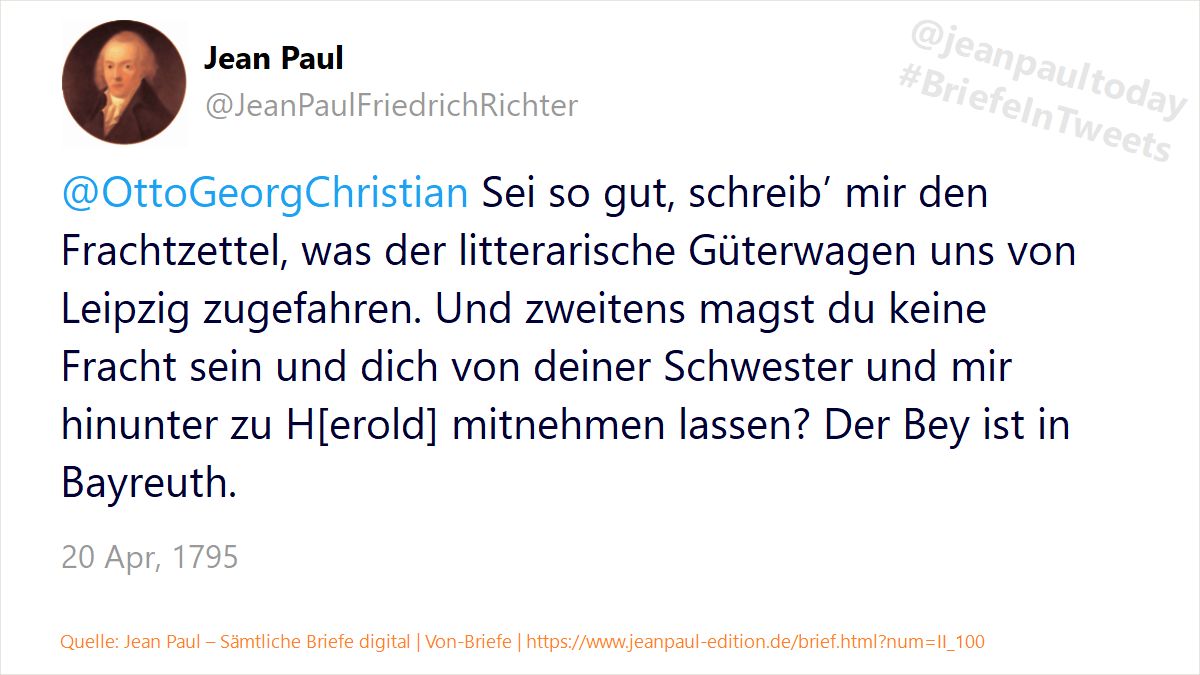 Jean Paul
@JeanPaulFriedrichRichter
@jeanpaultoday
#BriefeInTweets
@OttoGeorgChristian Sei so gut, schreib’ mir den
Frachtzettel, was der litterarische Güterwagen uns von
Leipzig zugefahren. Und zweitens magst du keine
Fracht sein und dich von deiner Schwester und mir
hinunter zu H[erold] mitnehmen lassen? Der Bey ist in
Bayreuth.
20 Apr, 1795
Quelle: Jean Paul – Sämtliche Briefe digital | Von-Briefe | https://www.jeanpaul-edition.de/brief.html?num=II_100